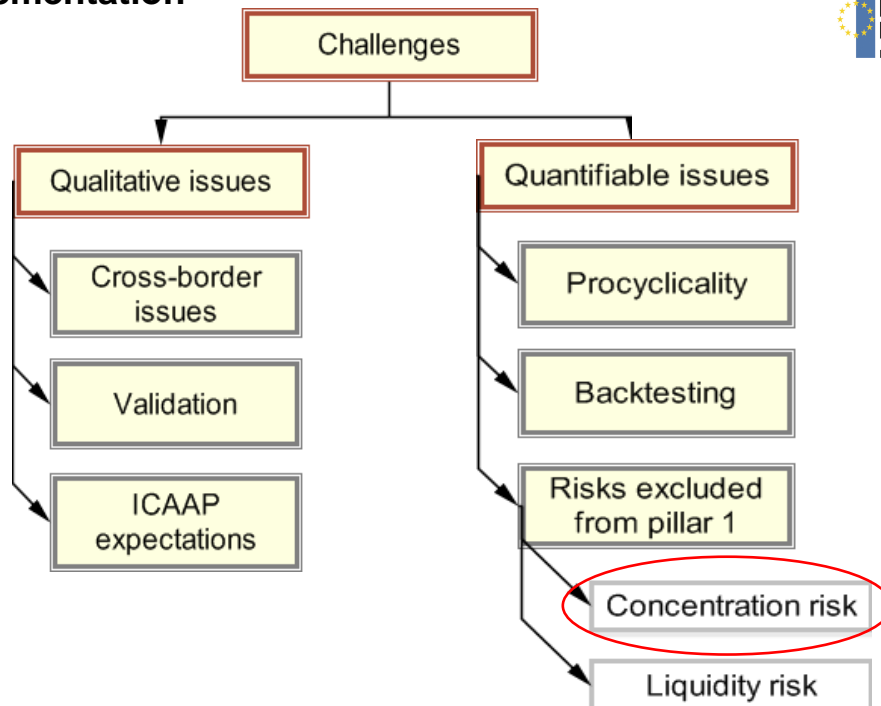 Challenges
Qualitative issues
Cross-border
issues
Validation
ICAAP
expectations
Quantifiable issues
Procyclicality
Backtesting
Risks excluded
from pillar 1
Concentration risk
Liquidity risk